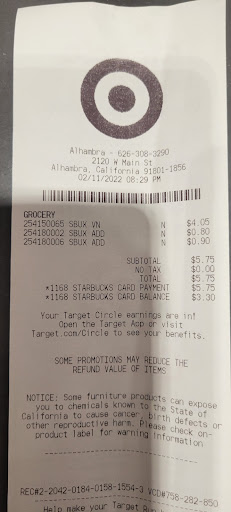 Alhambra - 626-308-3290
2120 W Main St
Alhambra, California 91801-1856
02/11/2022 08:29 PM
GROCERY
254150065 SBUX VN N $4.05
254180002 SBUX ADD N $0.80
254180006 SBUX ADD N $0.90
SUBTOTAL $5.75
NO TAX $0.00
TOTAL $5.75
*1168 STARBUCKS CARD PAYMENT $5.75
*1168 STARBUCKS CARD BALANCE $3.30
Your Target Circle earnings are in!
Open the Target App or visit
Target.com/Circle to see your benefits.
SOME PROMOTIONS MAY REDUCE THE
REFUND VALUE OF ITEMS
NOTICE: Some furniture products can expose
you to chemicals known to the State of
California to cause cancer, birth defects or
other reproductive harm. Please check on-
product label for warning information
REC#2-2042-0184-0158-1554-3 VCD#758-282-850
Help make your Target Run